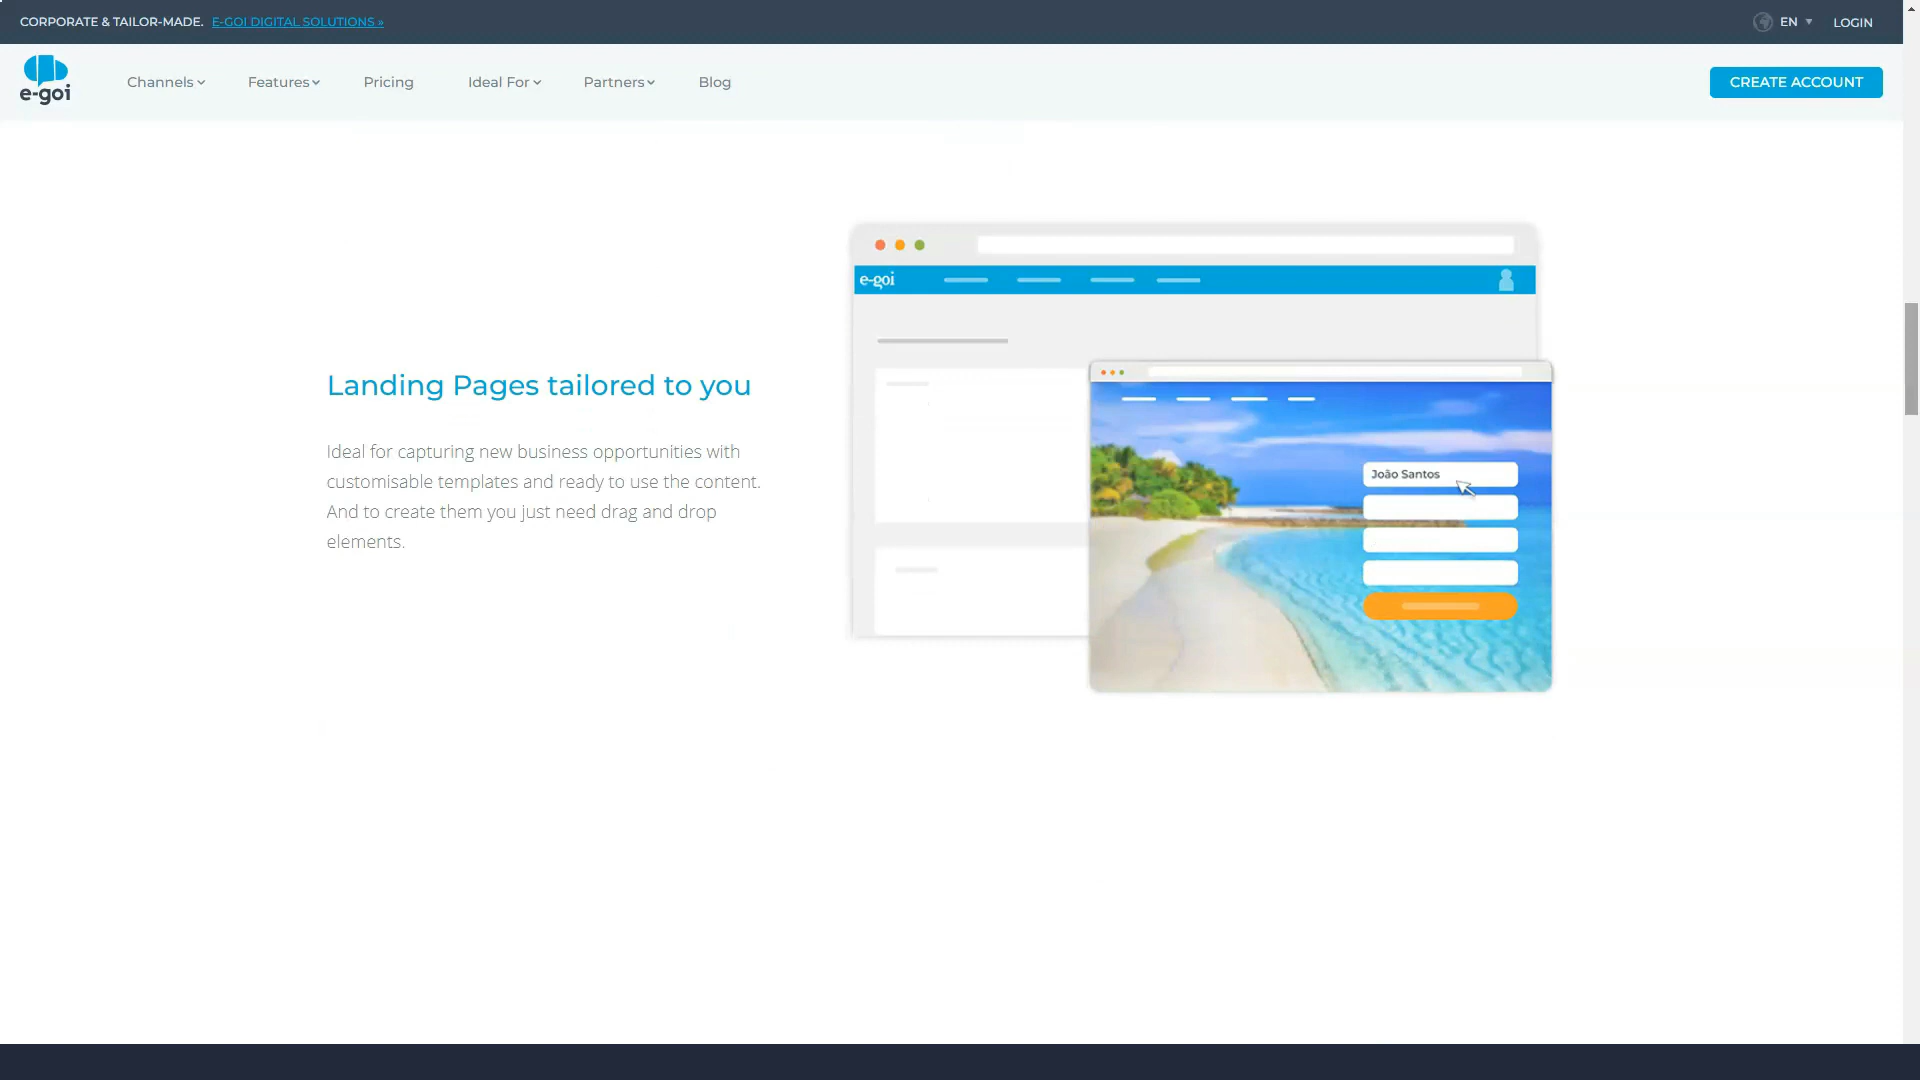 CORPORATE & TAILOR-MADE. E-GOI DIGITAL SOLUTIONS »
EN
LOGIN
e-goi
Channels
Features
Pricing
Ideal For
Partners
Blog
CREATE ACCOUNT
e-goi
Landing Pages tailored to you
Ideal for capturing new business opportunities with
customisable templates and ready to use the content.
And to create them you just need drag and drop
elements.
João Santos